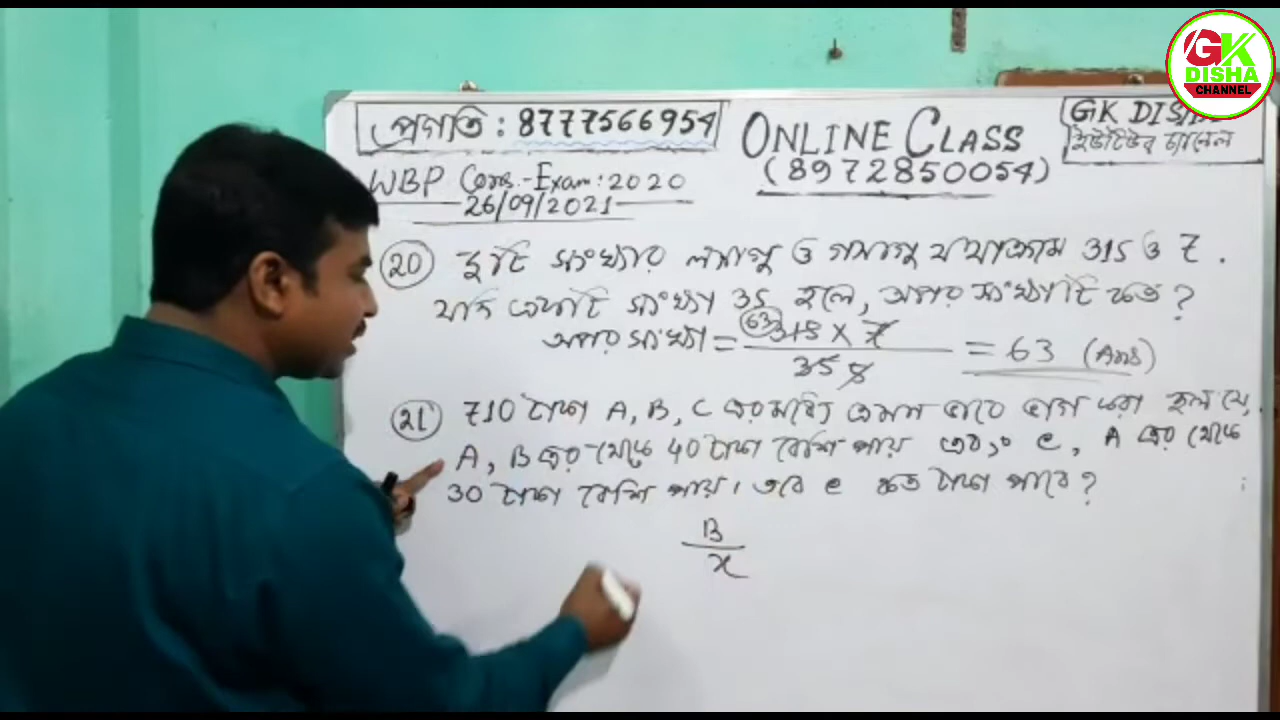 GK
DISHA
CHANNEL
প্রগতি : 8777566954
ONLINE CLASS
(8972850054)
GK DISHA
ইউটিউব চ্যানেল
WBP Cons.-Exam:2020
26/09/2021
20 দুটি সংখ্যার লসাগু ও গসাগু যথাক্রমে 315 ও 7.
যদি একটি সংখ্যা 35 হলে, অপর সংখ্যাটি কত?
অপর সংখ্যা = 63 315 × 7 / 35 5 = 63 (Ans)
21 710 টাকা A, B, C এর মধ্যে এমন ভাবে ভাগ করা হল যে,
A, B এর থেকে 40 টাকা বেশি পায় এবং C, A এর থেকে
30 টাকা বেশি পায়। তবে C কত টাকা পাবে?
B
x